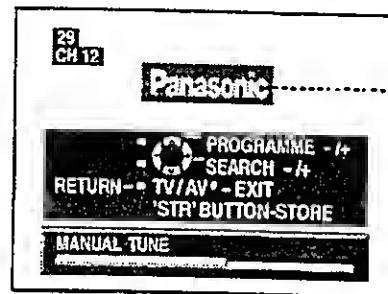 29
CH 12
Panasonic
PROGRAMME -/+
SEARCH -/+
RETURN TV/AV* - EXIT
'STR' BUTTON-STORE
MANUAL TUNE